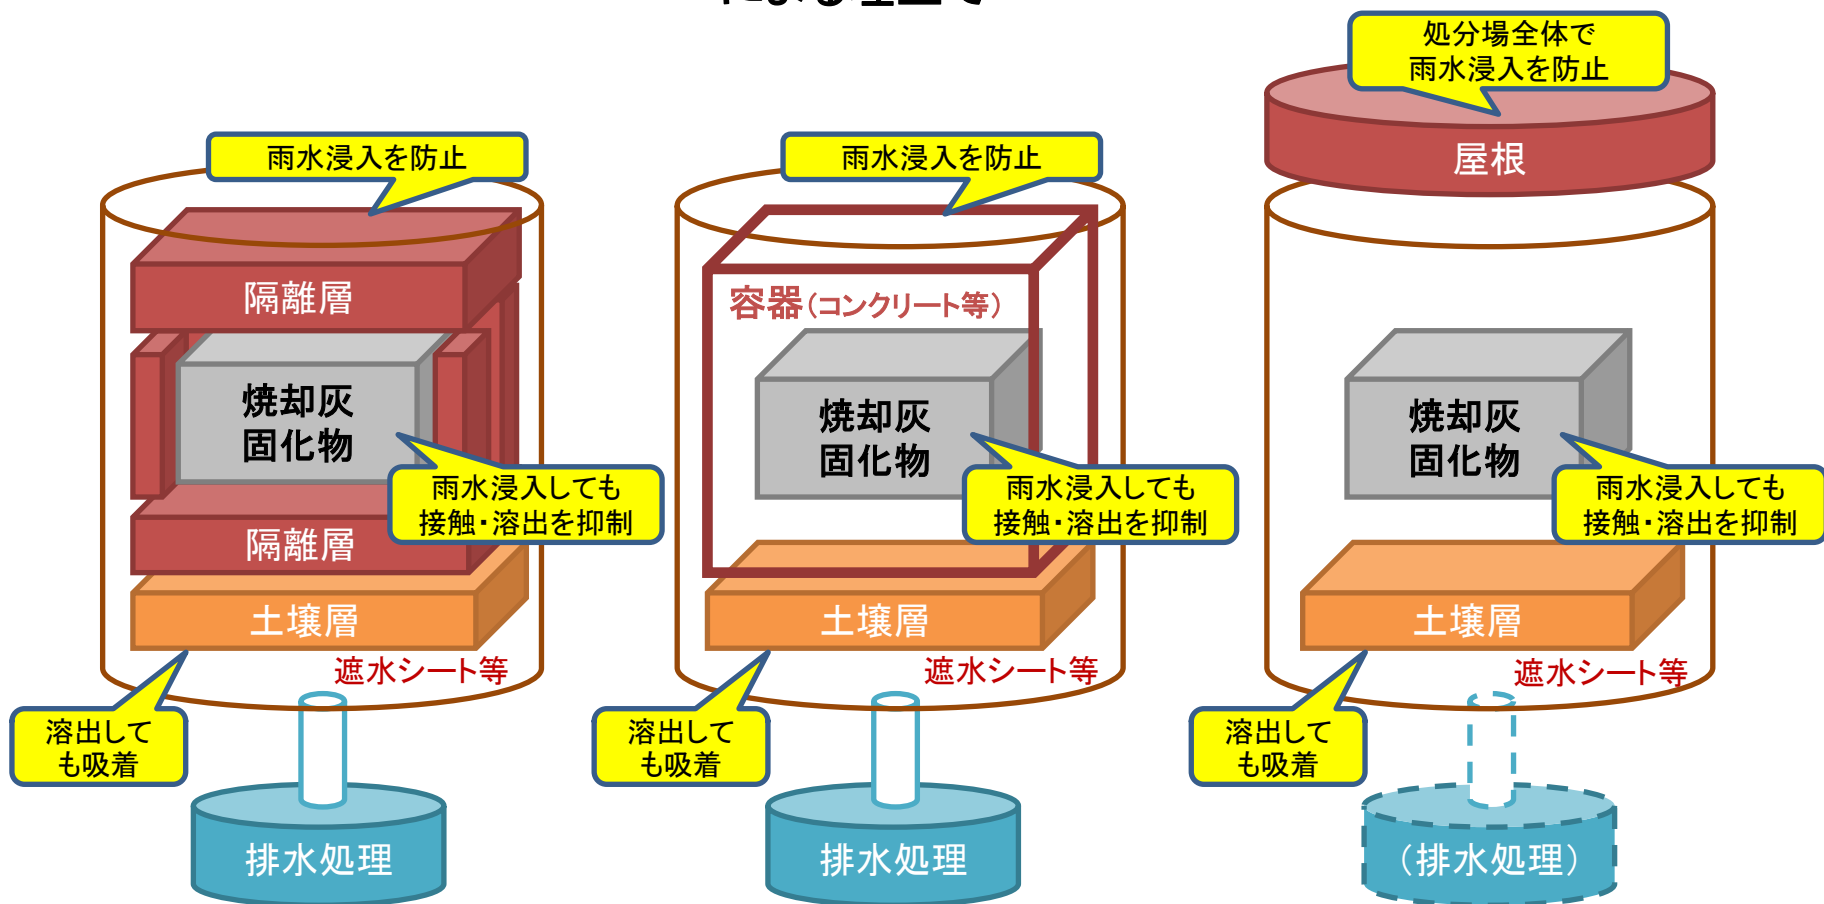 による埋立て
処分場全体で
雨水浸入を防止
屋根
雨水浸入を防止
隔離層
焼却灰
固化物
雨水浸入しても
接触・溶出を抑制
隔離層
土壌層
遮水シート等
溶出して
も吸着
排水処理
雨水浸入を防止
容器(コンクリート等)
焼却灰
固化物
雨水浸入しても
接触・溶出を抑制
土壌層
遮水シート等
溶出して
も吸着
排水処理
焼却灰
固化物
雨水浸入しても
接触・溶出を抑制
土壌層
遮水シート等
溶出して
も吸着
(排水処理)